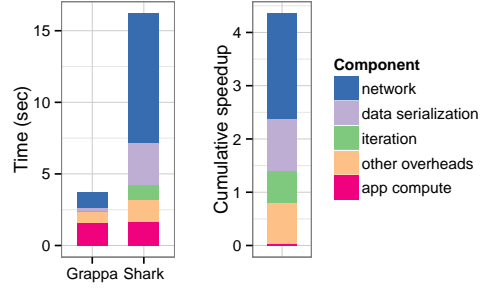 Time (sec)
15
10
5
0
Grappa Shark
Cumulative speedup
4
3
2
1
0
Component
network
data serialization
iteration
other overheads
app compute